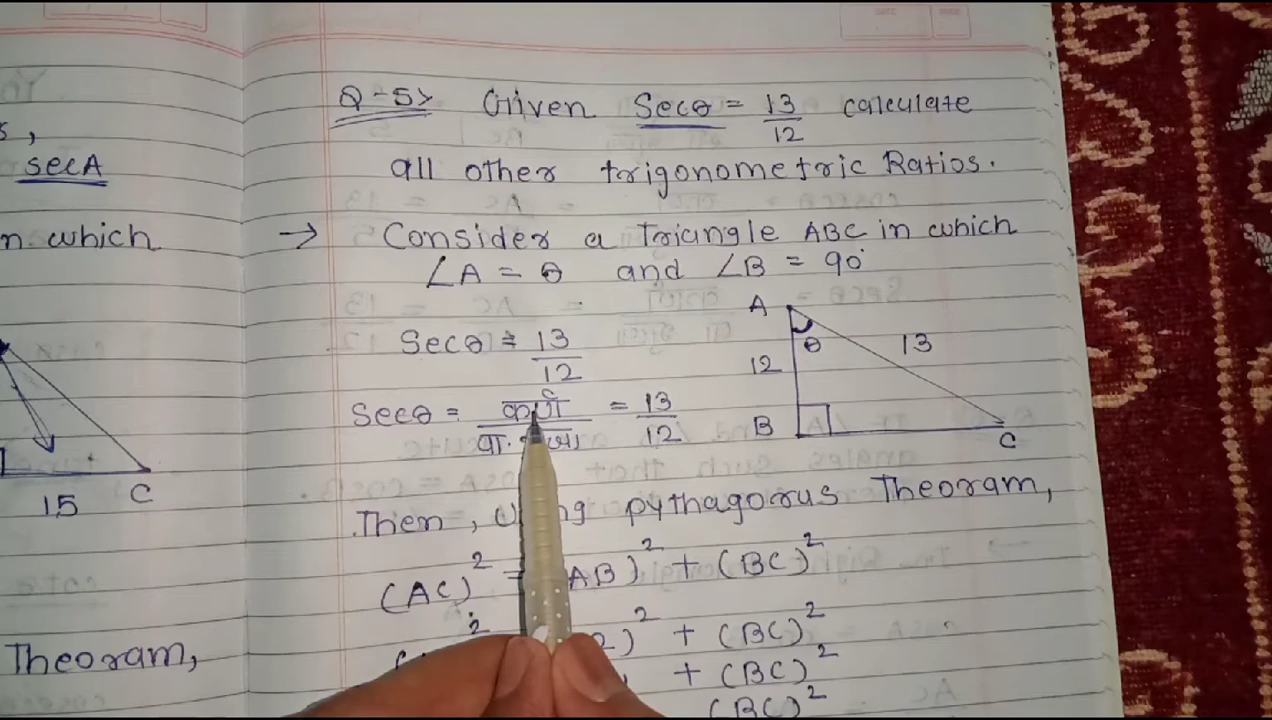 s,
secA
n which
15 C
Theoram,
Q-5> Given Secθ = 13/12 calculate
all other trigonometric Ratios.
→ Consider a Triangle ABC in which
∠A = θ and ∠B = 90°
Secθ = 13/12
Secθ = कर्ण / = 13/12
A
θ
12
13
B
C
Then, pythagorus Theoram,
(AC)² = AB)² + (BC)²
2)² + (BC)²
+ (BC)²
(BC)²